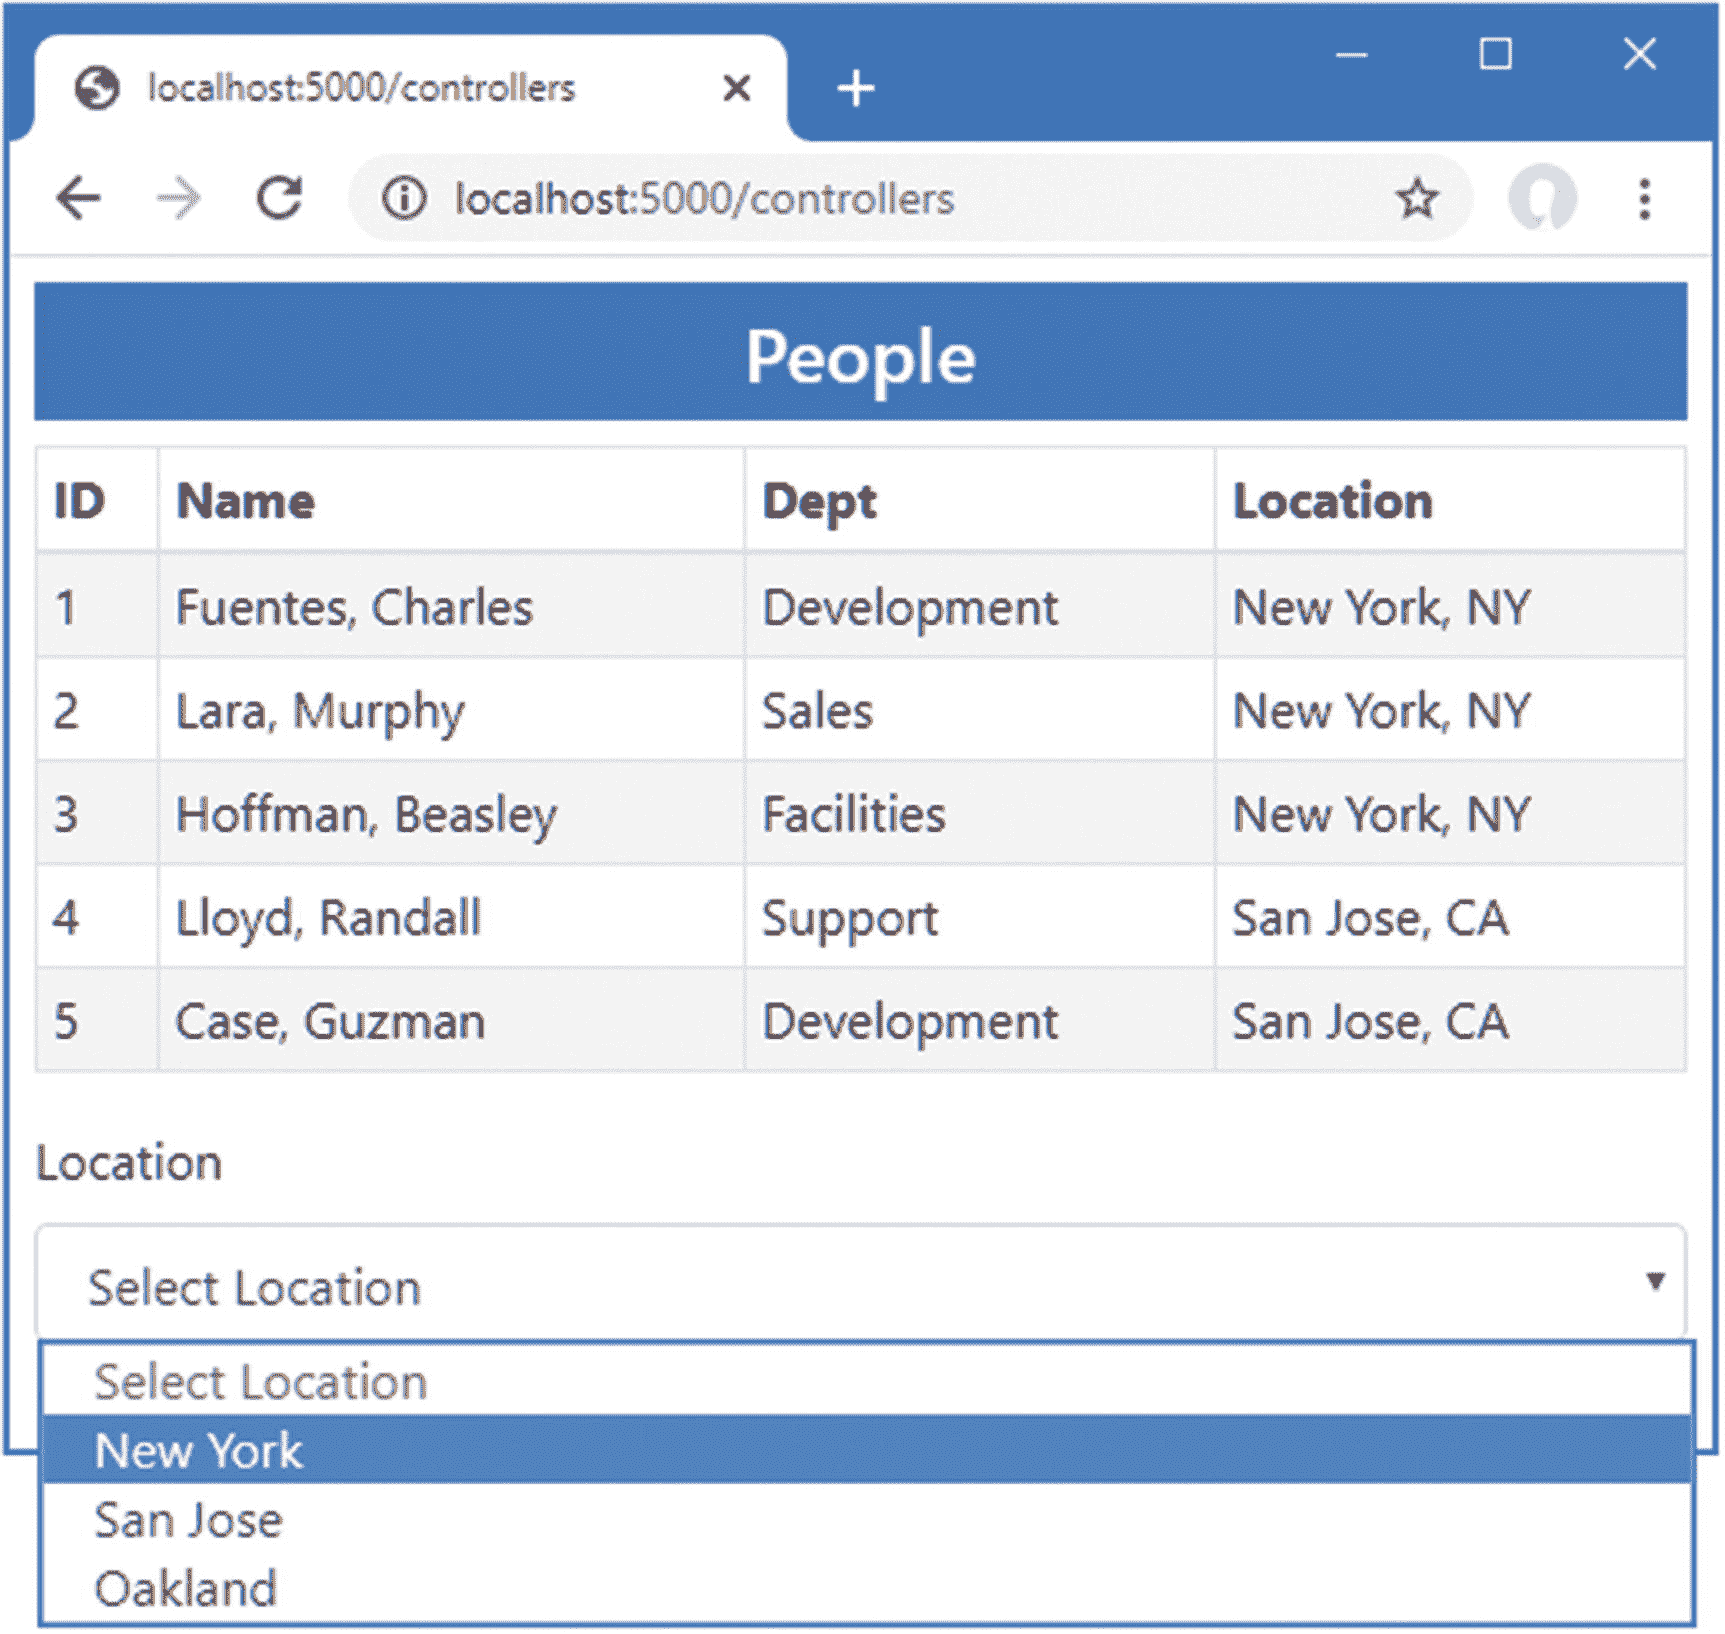 localhost:5000/controllers
localhost:5000/controllers
People
ID Name Dept Location
1 Fuentes, Charles Development New York, NY
2 Lara, Murphy Sales New York, NY
3 Hoffman, Beasley Facilities New York, NY
4 Lloyd, Randall Support San Jose, CA
5 Case, Guzman Development San Jose, CA
Location
Select Location
Select Location
New York
San Jose
Oakland